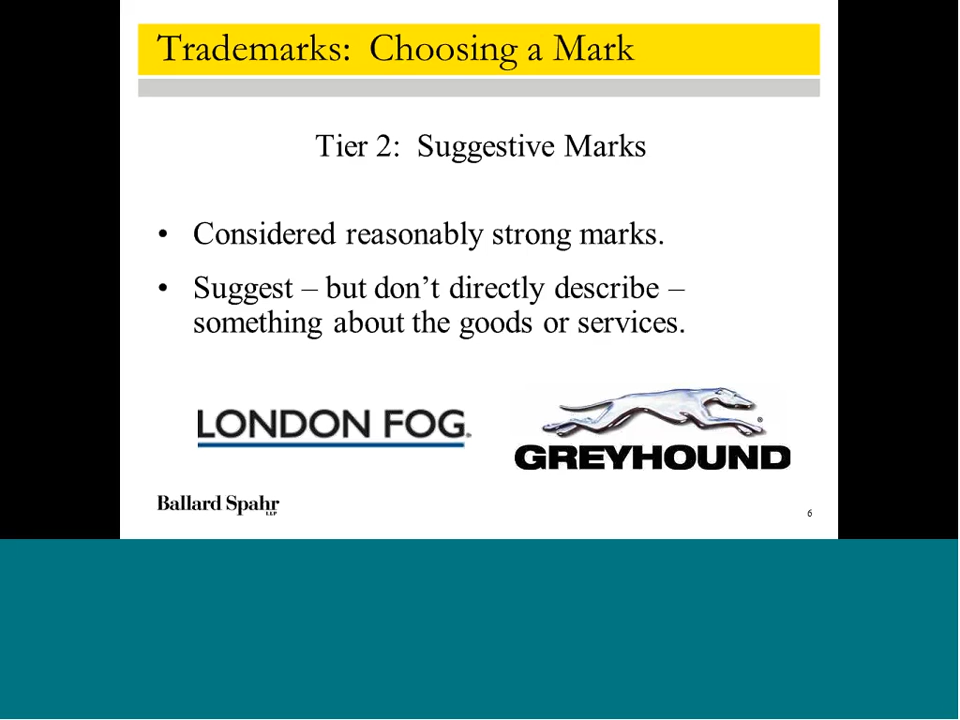 Trademarks: Choosing a Mark
Tier 2: Suggestive Marks
• Considered reasonably strong marks.
• Suggest – but don't directly describe –
something about the goods or services.
LONDON FOG®
GREYHOUND®
Ballard Spahr
LLP
6